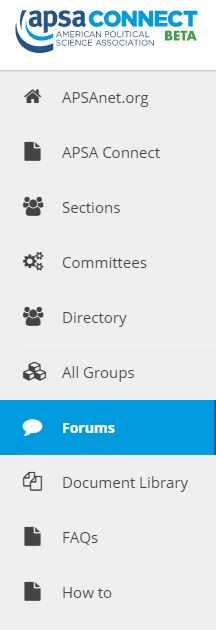 apsa CONNECT
AMERICAN POLITICAL
SCIENCE ASSOCIATION BETA
APSAnet.org
APSA Connect
Sections
Committees
Directory
All Groups
Forums
Document Library
FAQs
How to